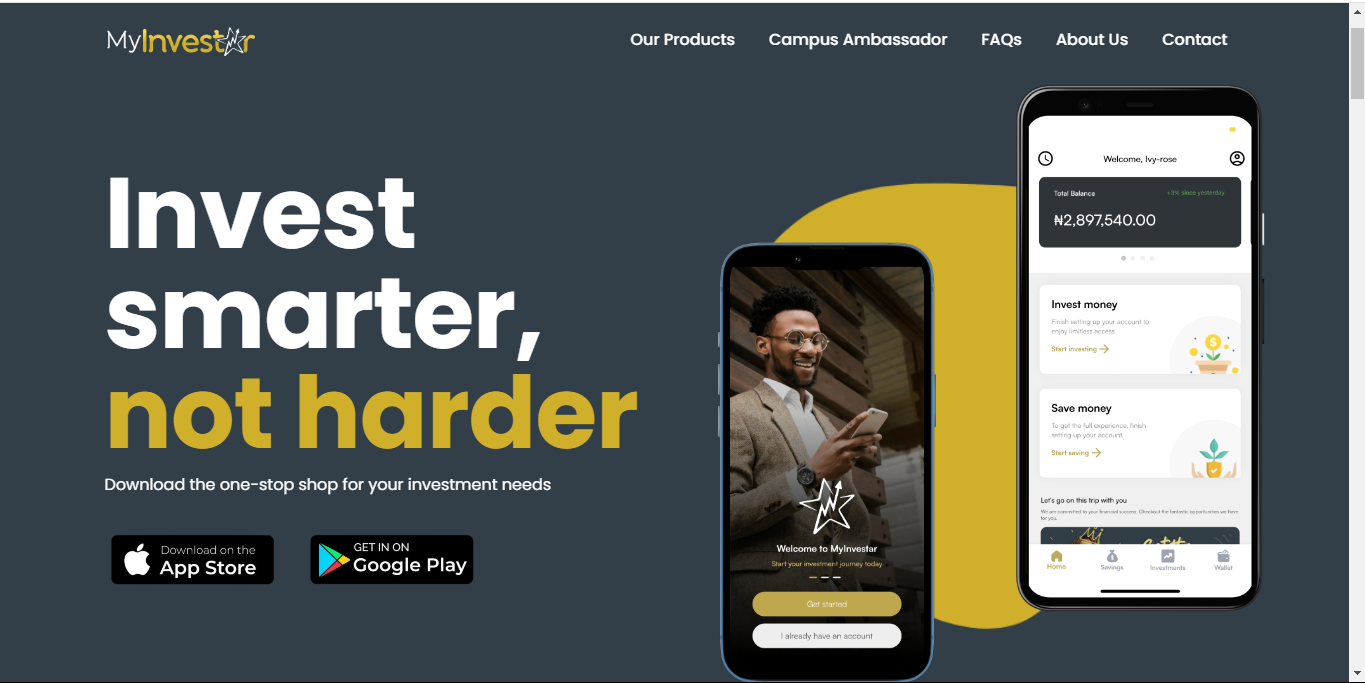 MyInvestar
Our Products
Campus Ambassador
FAQs
About Us
Contact
Invest
smarter,
not harder
Download the one-stop shop for your investment needs
Download on the
App Store
GET IN ON
Google Play
Welcome to MyInvestar
Start your investment journey today
Get started
I already have an account
Welcome, Ivy-rose
Total Balance
+3% since yesterday
₦2,897,540.00
Invest money
Finish setting up your account to
enjoy limitless access
Start investing
Save money
To get the full experience, finish
setting up your account.
Start saving
Let's go on this trip with you
We are committed to your financial success. Checkout the fantastic opportunities we have
for you.
Home
Savings
Investments
Wallet